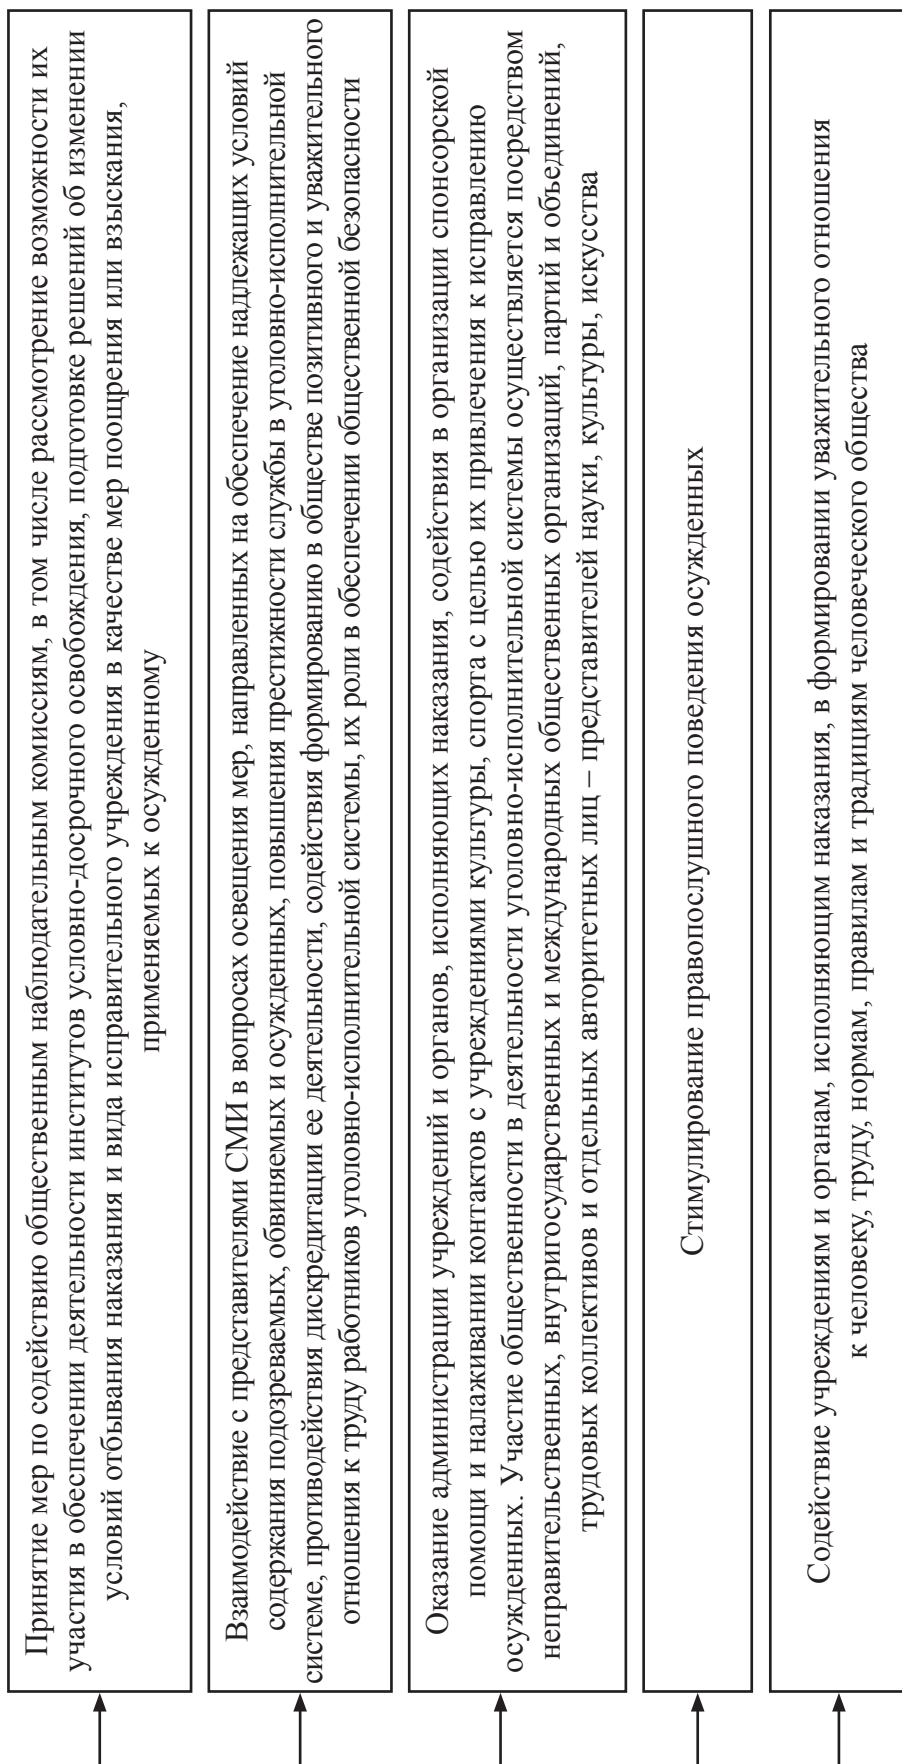 Принятие мер по содействию общественным наблюдательным комиссиям, в том числе рассмотрение возможности их
участия в обеспечении деятельности институтов условно-досрочного освобождения, подготовке решений об изменении
условий отбывания наказания и вида исправительного учреждения в качестве мер поощрения или взыскания,
применяемых к осужденному
Взаимодействие с представителями СМИ в вопросах освещения мер, направленных на обеспечение надлежащих условий
содержания подозреваемых, обвиняемых и осужденных, повышения престижности службы в уголовно-исполнительной
системе, противодействия дискредитации ее деятельности, содействия формированию в обществе позитивного и уважительного
отношения к труду работников уголовно-исполнительной системы, их роли в обеспечении общественной безопасности
Оказание администрации учреждений и органов, исполняющих наказания, содействия в организации спонсорской
помощи и налаживании контактов с учреждениями культуры, спорта с целью их привлечения к исправлению
осужденных. Участие общественности в деятельности уголовно-исполнительной системы осуществляется посредством
неправительственных, внутригосударственных и международных общественных организаций, партий и объединений,
трудовых коллективов и отдельных авторитетных лиц – представителей науки, культуры, искусства
Стимулирование правопослушного поведения осужденных
Содействие учреждениям и органам, исполняющим наказания, в формировании уважительного отношения
к человеку, труду, нормам, правилам и традициям человеческого общества